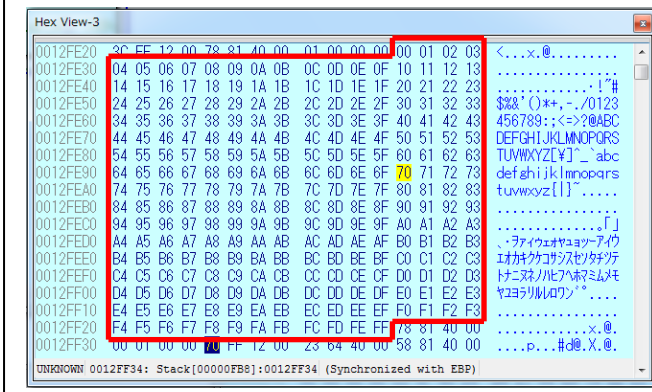 Hex View-3
0012FE20 3C FF 12 00 78 81 40 00 01 00 00 00 00 01 02 03 <...x.@.........
0012FE30 04 05 06 07 08 09 0A 0B 0C 0D 0E 0F 10 11 12 13 ................
0012FE40 14 15 16 17 18 19 1A 1B 1C 1D 1E 1F 20 21 22 23 ............ !"#
0012FE50 24 25 26 27 28 29 2A 2B 2C 2D 2E 2F 30 31 32 33 $%&'()*+,-./0123
0012FE60 34 35 36 37 38 39 3A 3B 3C 3D 3E 3F 40 41 42 43 456789:;<=>?@ABC
0012FE70 44 45 46 47 48 49 4A 4B 4C 4D 4E 4F 50 51 52 53 DEFGHIJKLMNOPQRS
0012FE80 54 55 56 57 58 59 5A 5B 5C 5D 5E 5F 60 61 62 63 TUVWXYZ[¥]^_`abc
0012FE90 64 65 66 67 68 69 6A 6B 6C 6D 6E 6F 70 71 72 73 defghijklmnopqrs
0012FEA0 74 75 76 77 78 79 7A 7B 7C 7D 7E 7F 80 81 82 83 tuvwxyz{|}~.....
0012FEB0 84 85 86 87 88 89 8A 8B 8C 8D 8E 8F 90 91 92 93 ................
0012FEC0 94 95 96 97 98 99 9A 9B 9C 9D 9E 9F A0 A1 A2 A3 .............｡｢｣
0012FED0 A4 A5 A6 A7 A8 A9 AA AB AC AD AE AF B0 B1 B2 B3 ､･ｦｧｨｩｪｫｬｭｮｯｰｱｲｳ
0012FEE0 B4 B5 B6 B7 B8 B9 BA BB BC BD BE BF C0 C1 C2 C3 ｴｵｶｷｸｹｺｻｼｽｾｿﾀﾁﾂﾃ
0012FEF0 C4 C5 C6 C7 C8 C9 CA CB CC CD CE CF D0 D1 D2 D3 ﾄﾅﾆﾇﾈﾉﾊﾋﾌﾍﾎﾏﾐﾑﾒﾓ
0012FF00 D4 D5 D6 D7 D8 D9 DA DB DC DD DE DF E0 E1 E2 E3 ﾔﾕﾖﾗﾘﾙﾚﾛﾜﾝﾞﾟ....
0012FF10 E4 E5 E6 E7 E8 E9 EA EB EC ED EE EF F0 F1 F2 F3 ................
0012FF20 F4 F5 F6 F7 F8 F9 FA FB FC FD FE FF 78 81 40 00 ............x.@.
0012FF30 00 01 00 00 70 FF 12 00 23 64 40 00 58 81 40 00 ....p...#d@.X.@.
UNKNOWN 0012FF34: Stack[00000FB8]:0012FF34 (Synchronized with EBP)